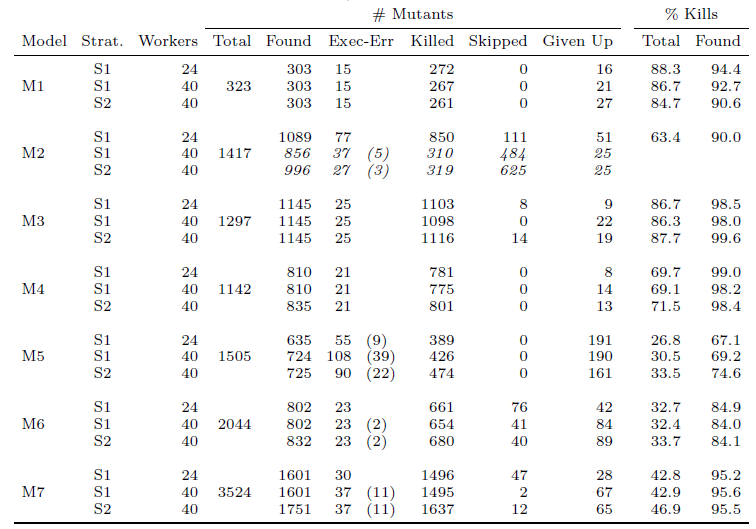 # Mutants % Kills
Model Strat. Workers Total Found Exec-Err Killed Skipped Given Up Total Found
S1 24 303 15 272 0 16 88.3 94.4
M1 S1 40 323 303 15 267 0 21 86.7 92.7
S2 40 303 15 261 0 27 84.7 90.6
S1 24 1089 77 850 111 51 63.4 90.0
M2 S1 40 1417 856 37 (5) 310 484 25
S2 40 996 27 (3) 319 625 25
S1 24 1145 25 1103 8 9 86.7 98.5
M3 S1 40 1297 1145 25 1098 0 22 86.3 98.0
S2 40 1145 25 1116 14 19 87.7 99.6
S1 24 810 21 781 0 8 69.7 99.0
M4 S1 40 1142 810 21 775 0 14 69.1 98.2
S2 40 835 21 801 0 13 71.5 98.4
S1 24 635 55 (9) 389 0 191 26.8 67.1
M5 S1 40 1505 724 108 (39) 426 0 190 30.5 69.2
S2 40 725 90 (22) 474 0 161 33.5 74.6
S1 24 802 23 661 76 42 32.7 84.9
M6 S1 40 2044 802 23 (2) 654 41 84 32.4 84.0
S2 40 832 23 (2) 680 40 89 33.7 84.1
S1 24 1601 30 1496 47 28 42.8 95.2
M7 S1 40 3524 1601 37 (11) 1495 2 67 42.9 95.6
S2 40 1751 37 (11) 1637 12 65 46.9 95.5